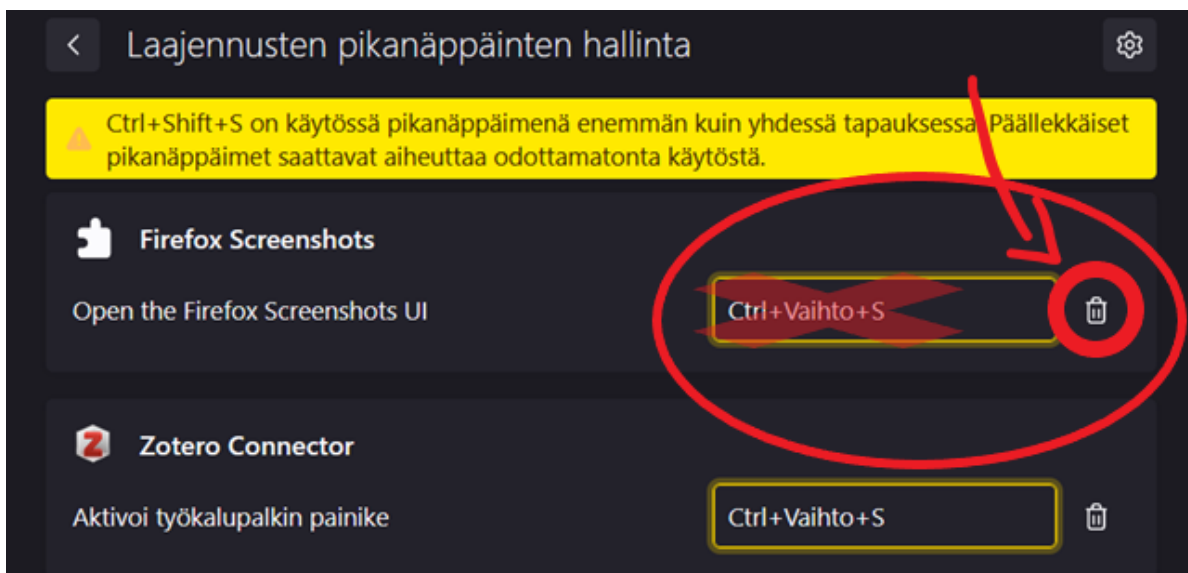 Laajennusten pikanäppäinten hallinta
Ctrl+Shift+S on käytössä pikanäppäimenä enemmän kuin yhdessä tapauksessa. Päällekkäiset
pikanäppäimet saattavat aiheuttaa odottamatonta käytöstä.
Firefox Screenshots
Open the Firefox Screenshots UI
Ctrl+Vaihto+S
Zotero Connector
Aktivoi työkalupalkin painike
Ctrl+Vaihto+S